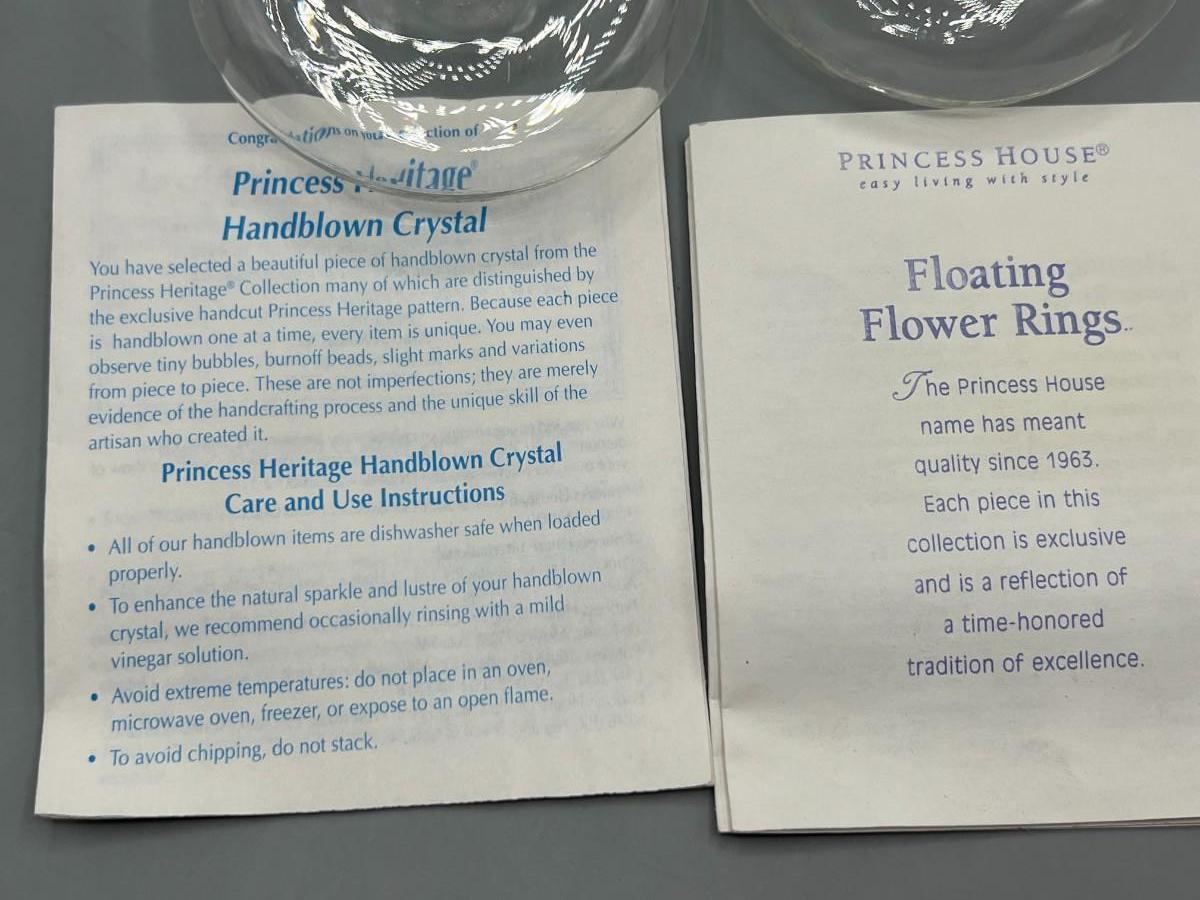 on ction of
Princess
Handblown Crystal
You have selected a beautiful piece of handblown crystal from the
Princess Heritage® Collection many of which are distinguished by
the exclusive handcut Princess Heritage pattern. Because each piece
is handblown one at a time, every item is unique. You may even
observe tiny bubbles, burnoff beads, slight marks and variations
from piece to piece. These are not imperfections; they are merely
evidence of the handcrafting process and the unique skill of the
artisan who created it.
Princess Heritage Handblown Crystal
Care and Use Instructions
• All of our handblown items are dishwasher safe when loaded
properly.
• To enhance the natural sparkle and lustre of your handblown
crystal, we recommend occasionally rinsing with a mild
vinegar solution.
• Avoid extreme temperatures: do not place in an oven,
microwave oven, freezer, or expose to an open flame.
• To avoid chipping, do not stack.
PRINCESS HOUSE®
easy living with style
Floating
Flower Rings
The Princess House
name has meant
quality since 1963.
Each piece in this
collection is exclusive
and is a reflection of
a time-honored
tradition of excellence.